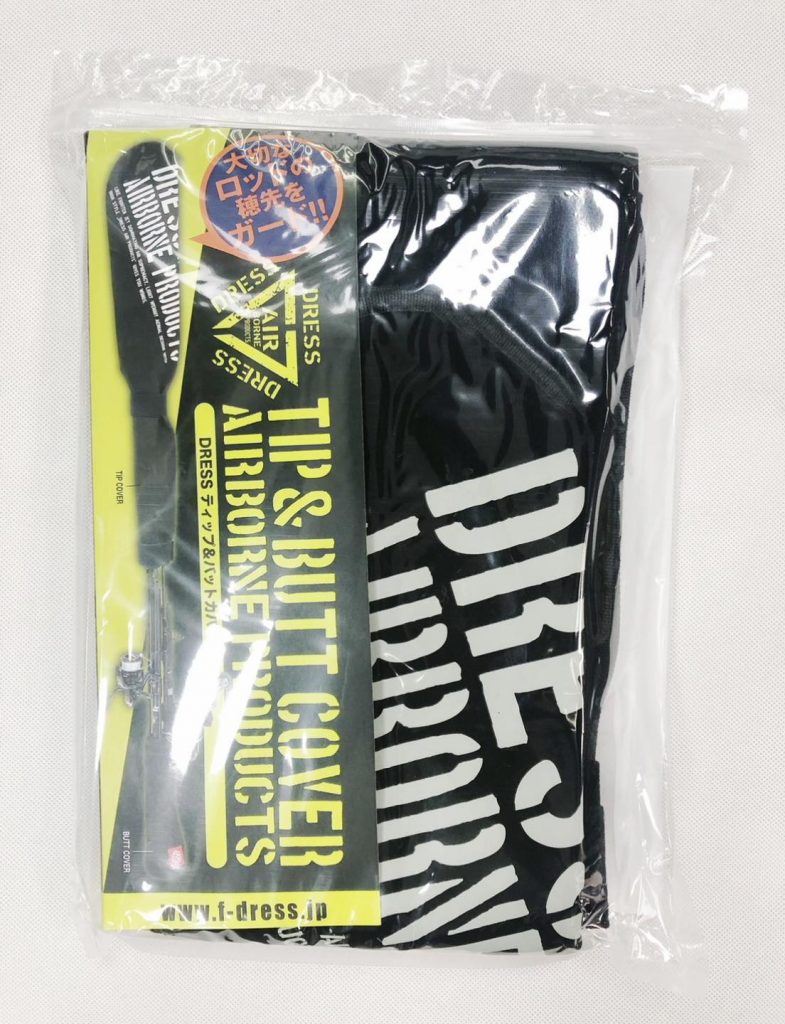 大切な
ロッドの
穂先を
ガード!!
DRESS
DRESS
DRESS
AIR
BORNE
PRODUCTS
TIP & BUTT COVER
AIRBORNE PRODUCTS
DRESS ティップ&バットカバ
DRESS
AIRBORNE PRODUCTS
TIP COVER
BUTT COVER
www.f-dress.jp
DRESS
AIRBORNE